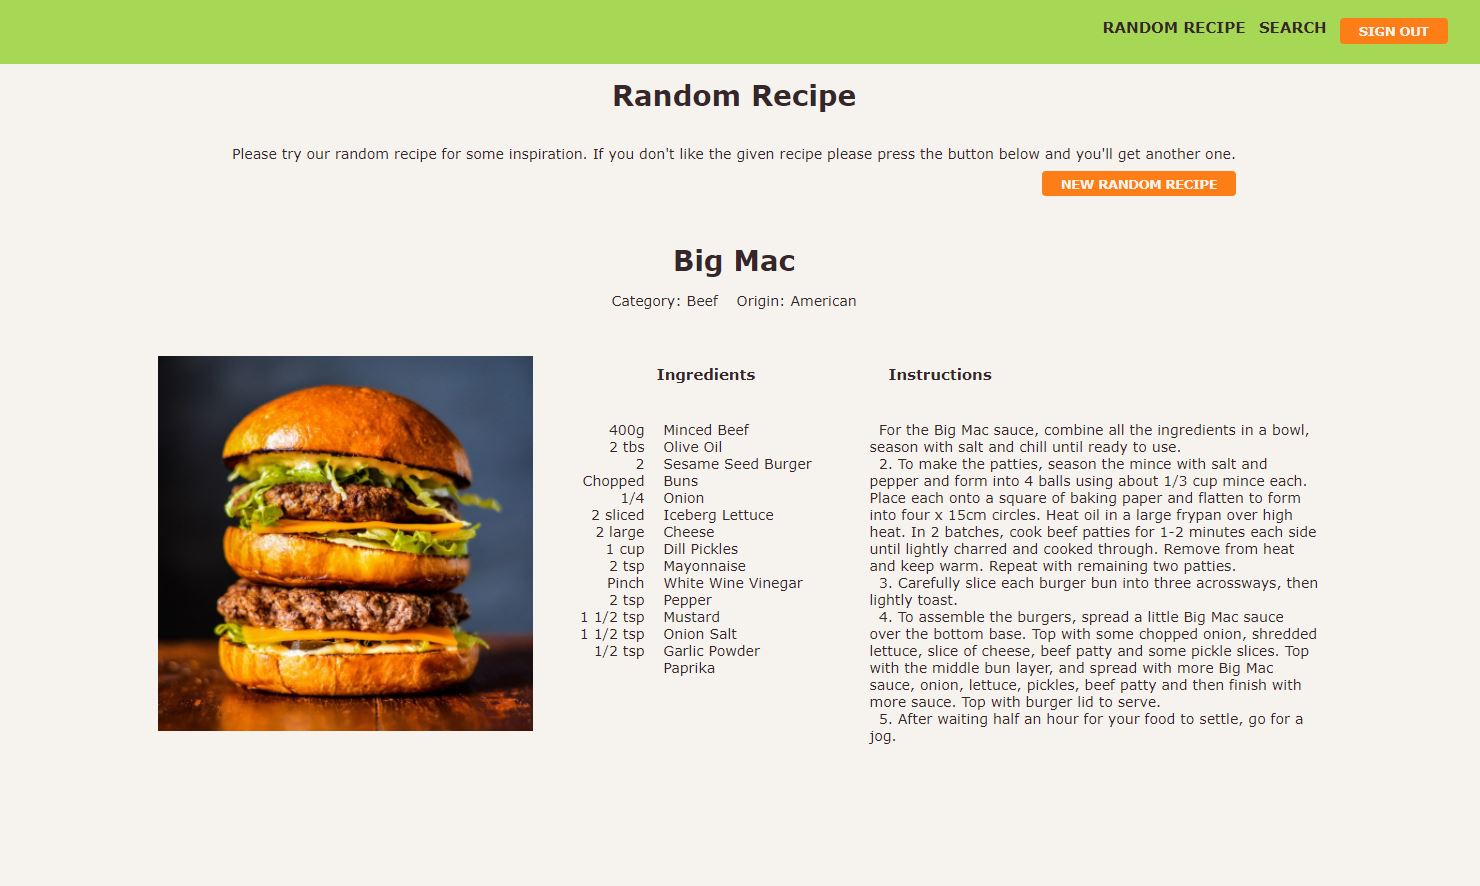 RANDOM RECIPE SEARCH SIGN OUT
Random Recipe
Please try our random recipe for some inspiration. If you don't like the given recipe please press the button below and you'll get another one.
NEW RANDOM RECIPE
Big Mac
Category: Beef Origin: American
Ingredients
400g Minced Beef
2 tbs Olive Oil
2 Sesame Seed Burger
Chopped Buns
1/4 Onion
2 sliced Iceberg Lettuce
2 large Cheese
1 cup Dill Pickles
2 tsp Mayonnaise
Pinch White Wine Vinegar
2 tsp Pepper
1 1/2 tsp Mustard
1 1/2 tsp Onion Salt
1/2 tsp Garlic Powder
Paprika
Instructions
For the Big Mac sauce, combine all the ingredients in a bowl,
season with salt and chill until ready to use.
2. To make the patties, season the mince with salt and
pepper and form into 4 balls using about 1/3 cup mince each.
Place each onto a square of baking paper and flatten to form
into four x 15cm circles. Heat oil in a large frypan over high
heat. In 2 batches, cook beef patties for 1-2 minutes each side
until lightly charred and cooked through. Remove from heat
and keep warm. Repeat with remaining two patties.
3. Carefully slice each burger bun into three acrossways, then
lightly toast.
4. To assemble the burgers, spread a little Big Mac sauce
over the bottom base. Top with some chopped onion, shredded
lettuce, slice of cheese, beef patty and some pickle slices. Top
with the middle bun layer, and spread with more Big Mac
sauce, onion, lettuce, pickles, beef patty and then finish with
more sauce. Top with burger lid to serve.
5. After waiting half an hour for your food to settle, go for a
jog.